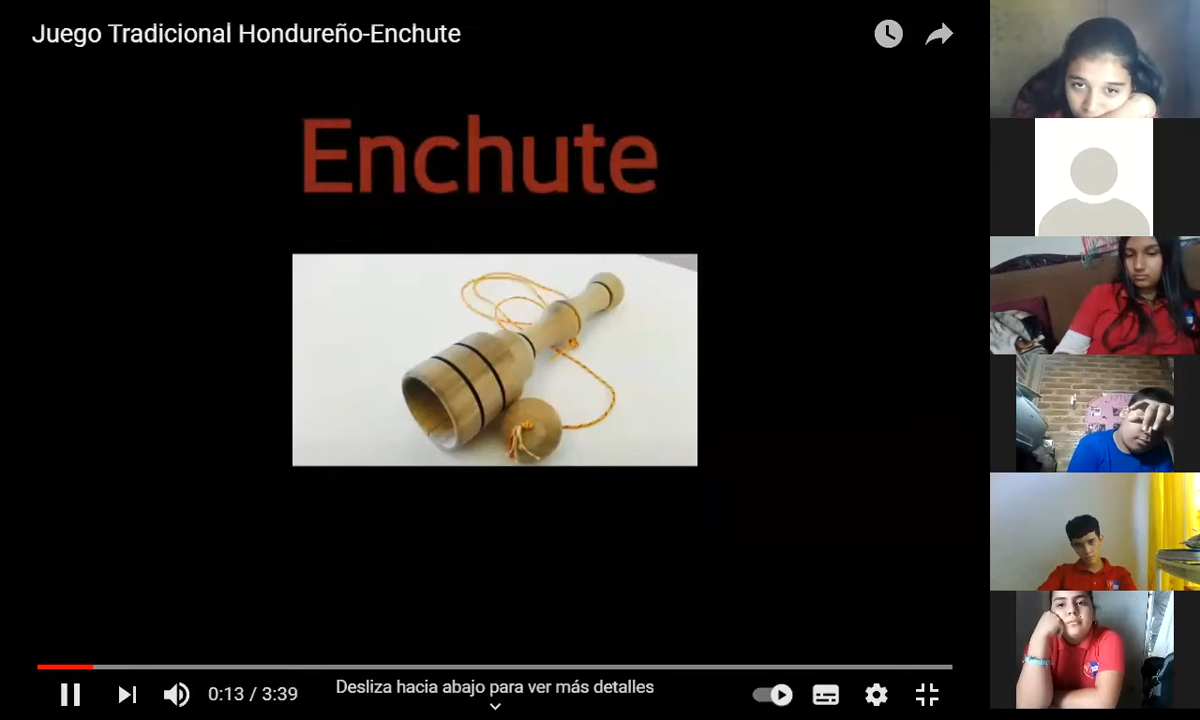 Juego Tradicional Hondureño-Enchute
Enchute
0:13 / 3:39
Desliza hacia abajo para ver más detalles